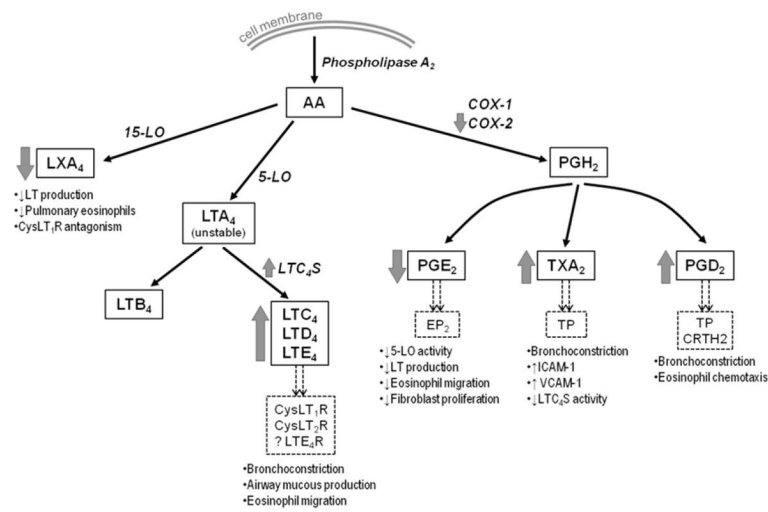 cell membrane
Phospholipase A2
AA
COX-1
COX-2
15-LO
LXA4
PGH2
•↓LT production
•↓Pulmonary eosinophils
•CysLT1R antagonism
5-LO
LTA4
(unstable)
LTC4S
LTB4
LTC4
LTD4
LTE4
PGE2
TXA2
PGD2
EP2
TP
TP
CRTH2
•↓5-LO activity
•↓LT production
•↓Eosinophil migration
•↓Fibroblast proliferation
•Bronchoconstriction
•↑ICAM-1
•↑ VCAM-1
•↓LTC4S activity
•Bronchoconstriction
•Eosinophil chemotaxis
CysLT1R
CysLT2R
? LTE4R
•Bronchoconstriction
•Airway mucous production
•Eosinophil migration